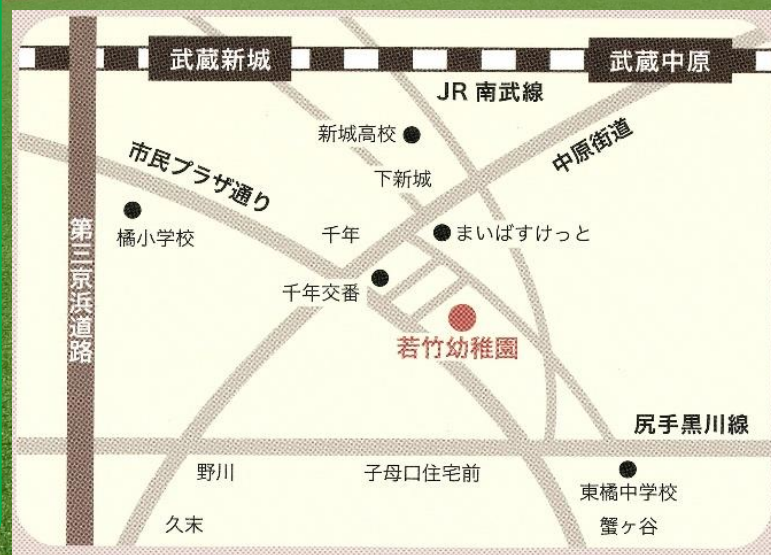 武蔵新城
武蔵中原
JR 南武線
新城高校
中原街道
市民プラザ通り
下新城
橘小学校
千年
まいばすけっと
第三京浜道路
千年交番
若竹幼稚園
尻手黒川線
野川
子母口住宅前
東橘中学校
久末
蟹ヶ谷